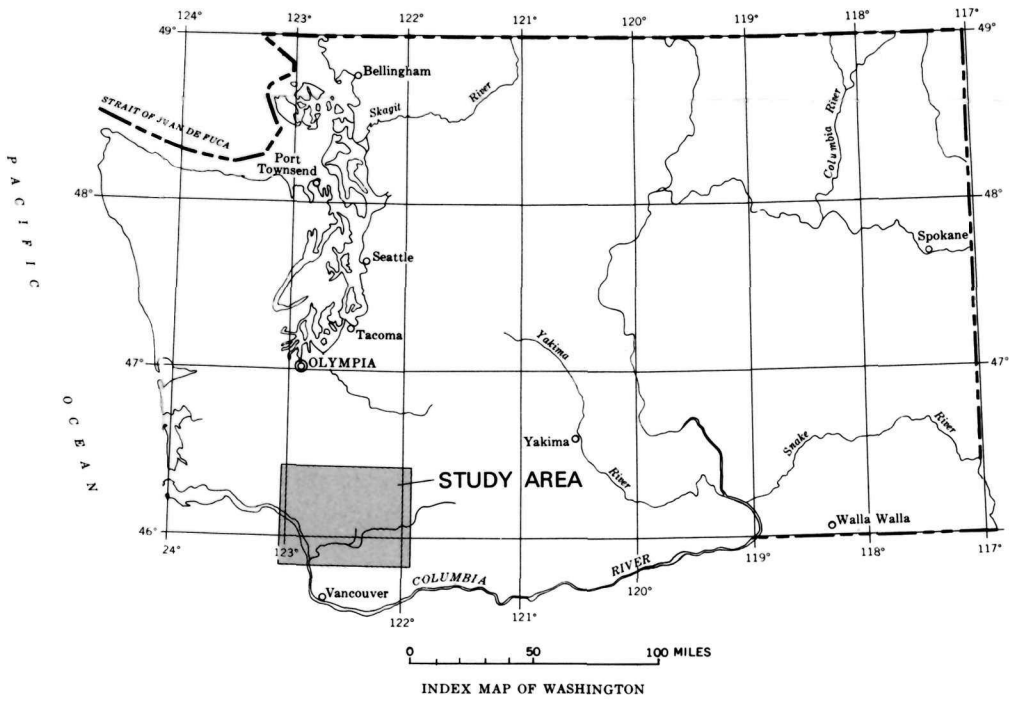 124° 123° 122° 121° 120° 119° 118° 117°
49° 49°
Bellingham
Skagit River
Columbia River
STRAIT OF JUAN DE FUCA
Port
Townsend
PACIFIC
48° 48°
Spokane
Seattle
Tacoma
Yakima
47° 47°
OLYMPIA
OCEAN
Yakima
Snake River
River
STUDY AREA
46° 46°
Walla Walla
24° 123° 119° 118° 117°
COLUMBIA RIVER
Vancouver
122° 121° 120°
0 50 100 MILES
INDEX MAP OF WASHINGTON